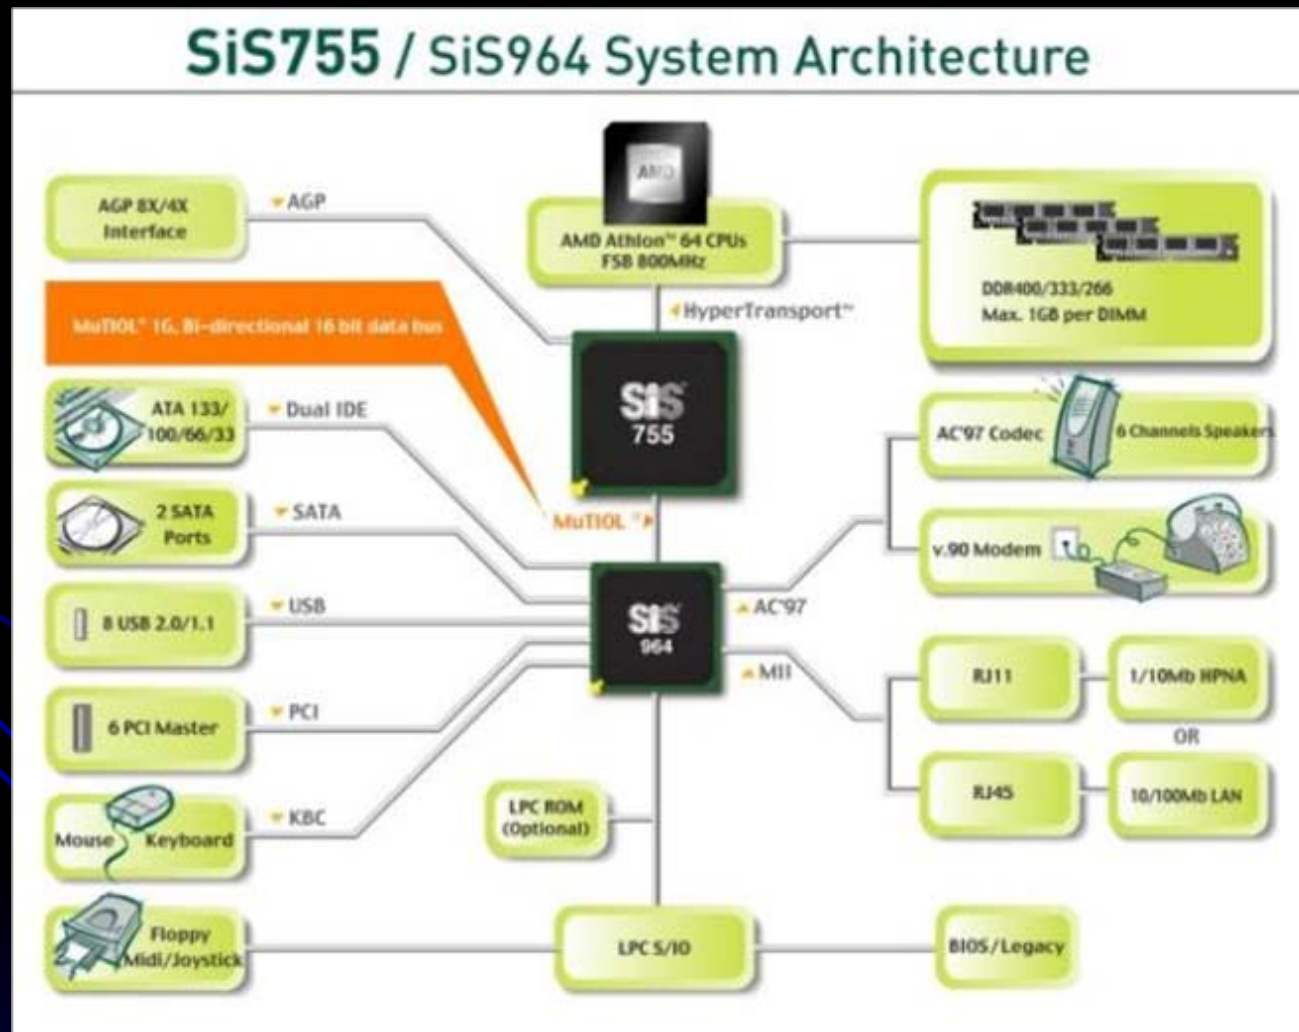 SiS755 / SiS964 System Architecture
AMD
AGP 8X/4X
Interface
AGP
AMD Athlon™ 64 CPUs
FSB 800MHz
DDR400/333/266
Max. 1GB per DIMM
HyperTransport™
MuTIOL® 1G, Bi-directional 16 bit data bus
SiS
755
ATA 133/
100/66/33
Dual IDE
AC'97 Codec
6 Channels Speakers
2 SATA
Ports
SATA
MuTIOL ®
v.90 Modem
8 USB 2.0/1.1
USB
SiS
964
AC'97
MII
RJ11
1/10Mb HPNA
OR
6 PCI Master
PCI
RJ45
10/100Mb LAN
Mouse Keyboard
KBC
LPC ROM
(Optional)
Floppy
Midi/Joystick
LPC S/IO
BIOS/Legacy